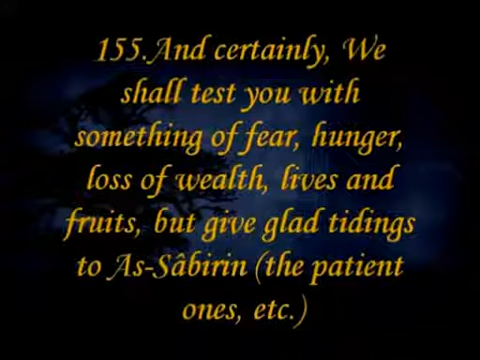 155.And certainly, We
shall test you with
something of fear, hunger,
loss of wealth, lives and
fruits, but give glad tidings
to As-Sâbirin (the patient
ones, etc.)